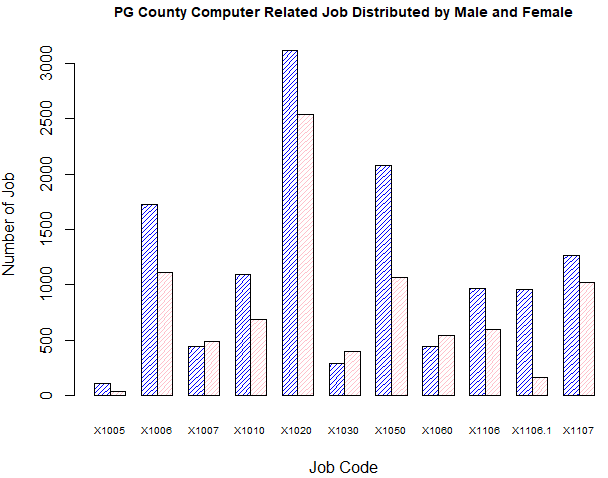 PG County Computer Related Job Distributed by Male and Female
Number of Job
3000
2500
2000
1500
1000
500
0
X1005 X1006 X1007 X1010 X1020 X1030 X1050 X1060 X1106 X1106.1 X1107
Job Code